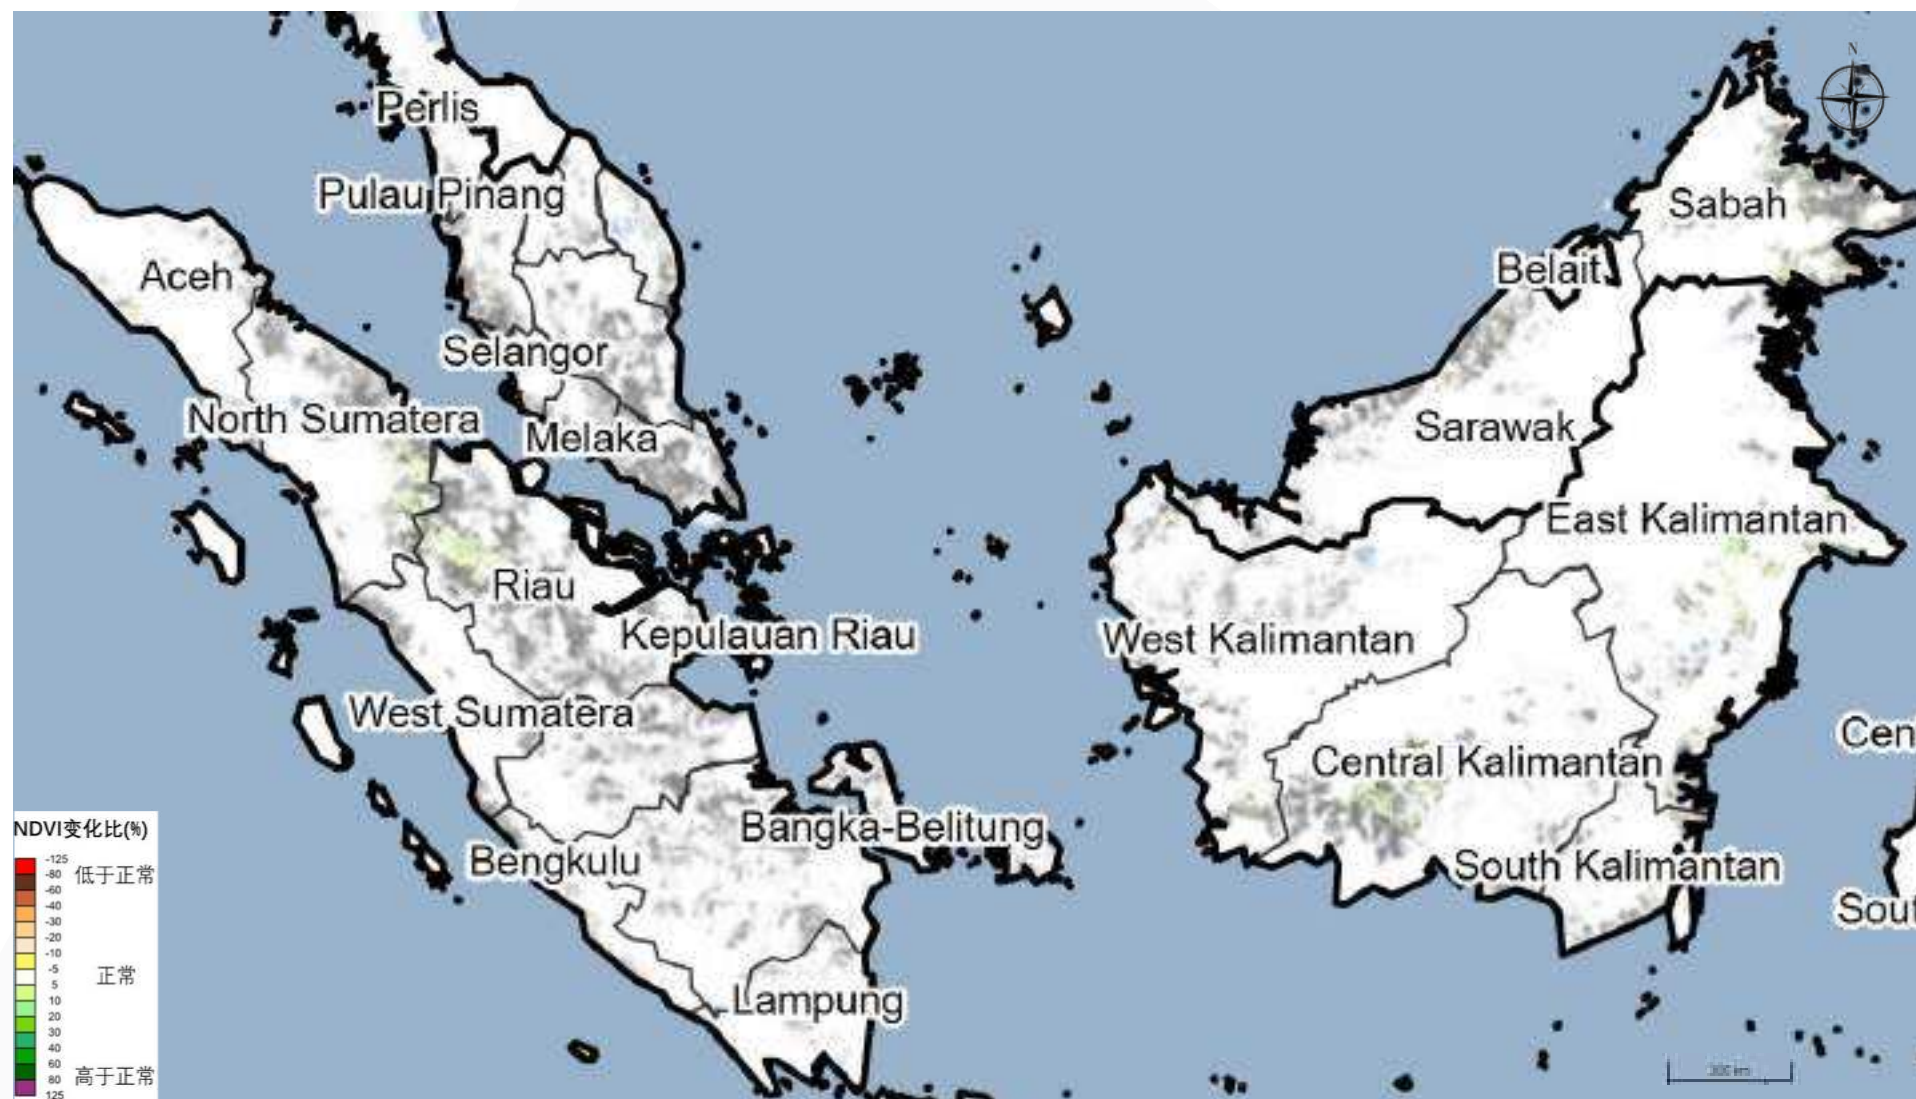 N
Perlis
Pulau Pinang
Sabah
Aceh
Belait
Selangor
North Sumatera
Melaka
Sarawak
East Kalimantan
Riau
Kepulauan Riau
West Kalimantan
West Sumatera
Cen
Central Kalimantan
Bangka-Belitung
Bengkulu
South Kalimantan
Sout
Lampung
NDVI变化比(%)
-125
低于正常
-80
-60
-40
-30
-20
-10
-5
正常
5
10
20
30
40
60
高于正常
80
125
300 km